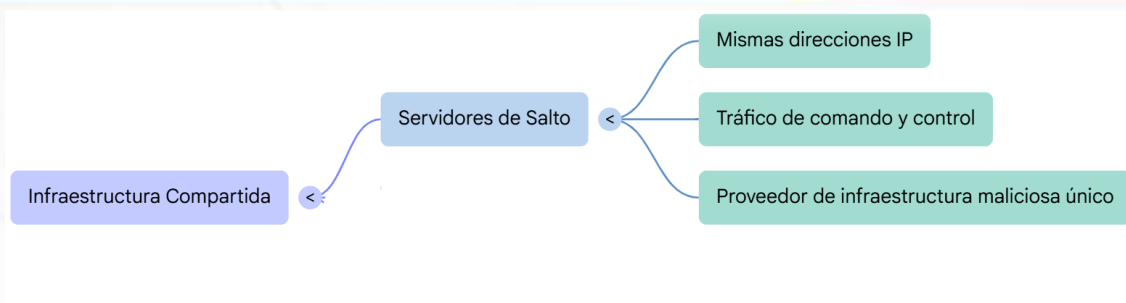 Mismas direcciones IP
Servidores de Salto
<
Tráfico de comando y control
Infraestructura Compartida
<
Proveedor de infraestructura maliciosa único